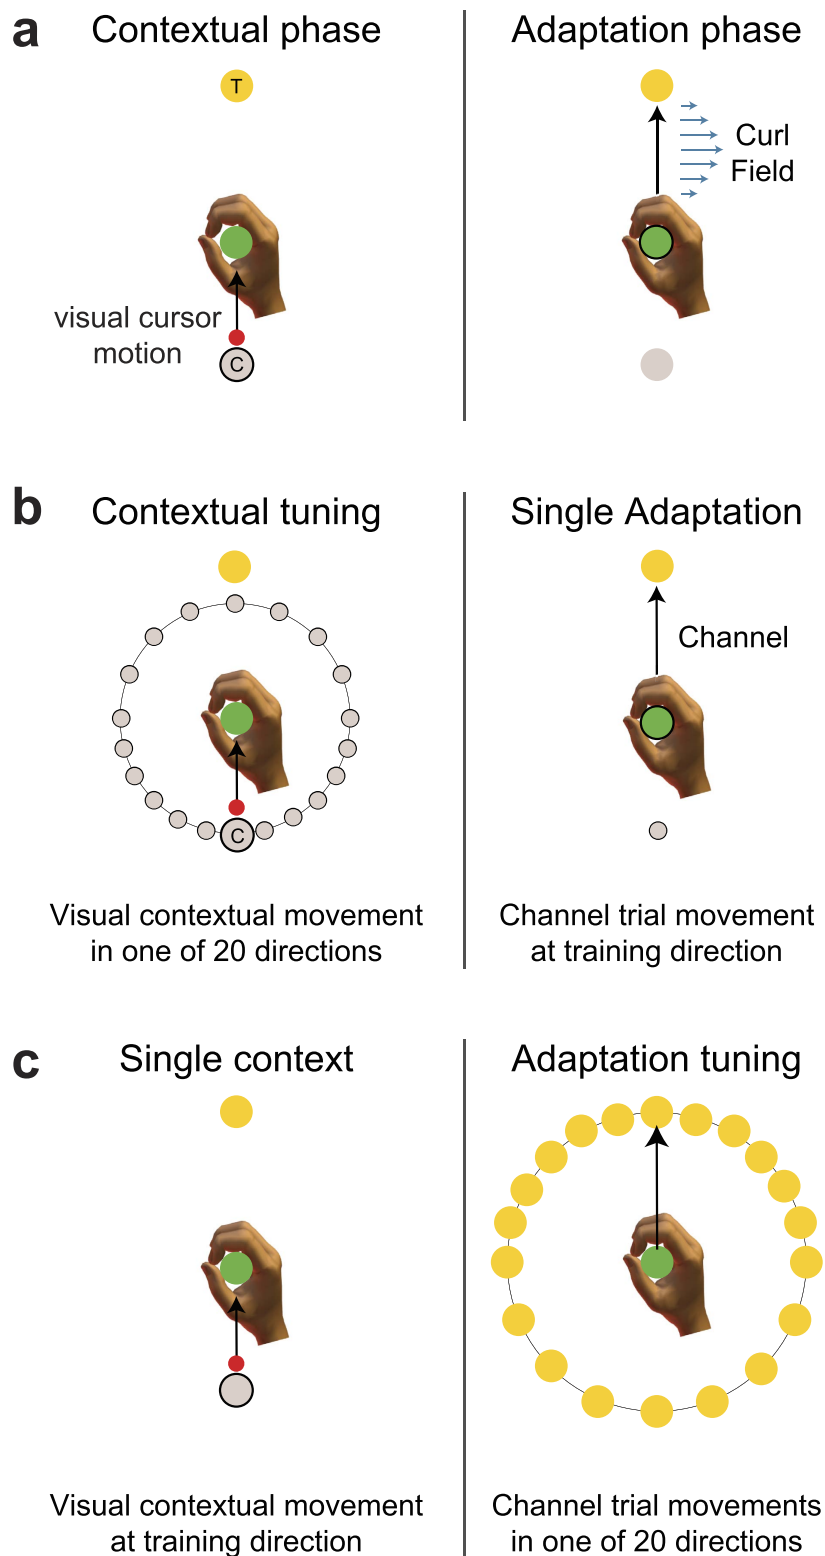 a
Contextual phase
Adaptation phase
T
Curl
Field
visual cursor
motion
C
b
Contextual tuning
Single Adaptation
Channel
C
Visual contextual movement
in one of 20 directions
Channel trial movement
at training direction
c
Single context
Adaptation tuning
Visual contextual movement
at training direction
Channel trial movements
in one of 20 directions